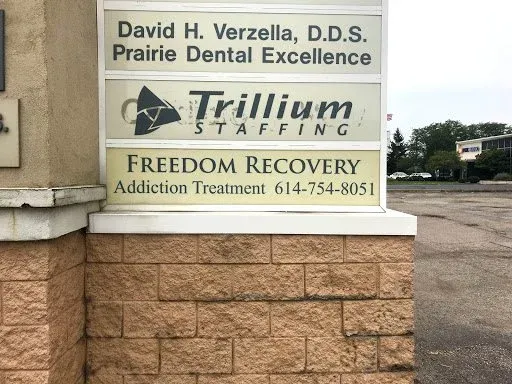 David H. Verzella, D.D.S.
Prairie Dental Excellence
Trillium
STAFFING
FREEDOM RECOVERY
Addiction Treatment 614-754-8051